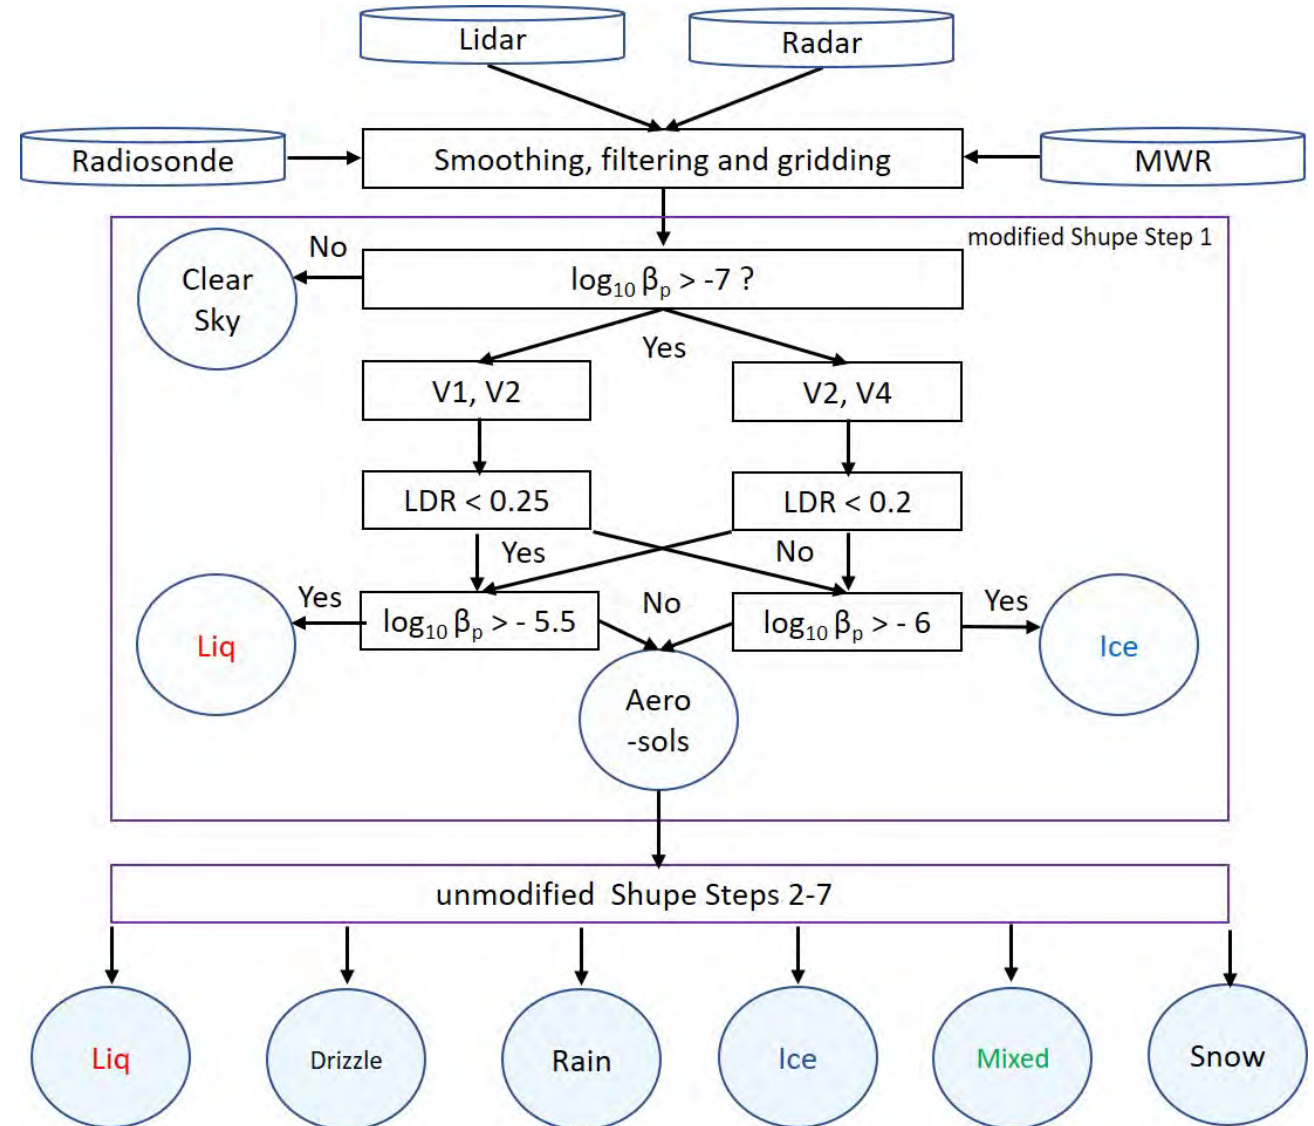 Lidar
Radar
Radiosonde
Smoothing, filtering and gridding
MWR
modified Shupe Step 1
No
Clear
Sky
log₁₀ βₚ > -7 ?
Yes
V1, V2
V2, V4
LDR < 0.25
LDR < 0.2
Yes
No
Yes
log₁₀ βₚ > - 5.5
No
log₁₀ βₚ > - 6
Yes
Liq
Ice
Aero
-sols
unmodified Shupe Steps 2-7
Liq
Drizzle
Rain
Ice
Mixed
Snow